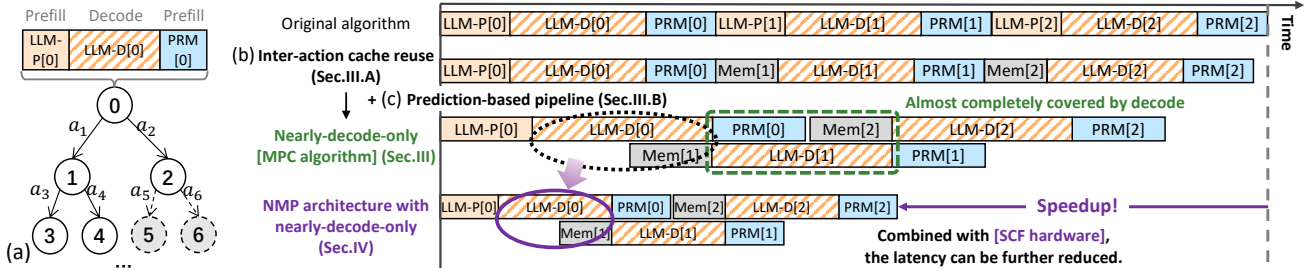 Prefill Decode Prefill
LLM-P[0] LLM-D[0] PRM[0]
0
a1 a2
1 2
a3 a4 a5 a6
3 4 5 6
(a)
...
Original algorithm
LLM-P[0] LLM-D[0] PRM[0] LLM-P[1] LLM-D[1] PRM[1] LLM-P[2] LLM-D[2] PRM[2]
Time
(b) Inter-action cache reuse
(Sec.III.A)
LLM-P[0] LLM-D[0] PRM[0] Mem[1] LLM-D[1] PRM[1] Mem[2] LLM-D[2] PRM[2]
+ (c) Prediction-based pipeline (Sec.III.B)
Almost completely covered by decode
Nearly-decode-only
[MPC algorithm] (Sec.III)
LLM-P[0] LLM-D[0] PRM[0] Mem[2] LLM-D[2] PRM[2]
Mem[1] LLM-D[1] PRM[1]
NMP architecture with
nearly-decode-only
(Sec.IV)
LLM-P[0] LLM-D[0] PRM[0] Mem[2] LLM-D[2] PRM[2]
Mem[1] LLM-D[1] PRM[1]
Speedup!
Combined with [SCF hardware],
the latency can be further reduced.